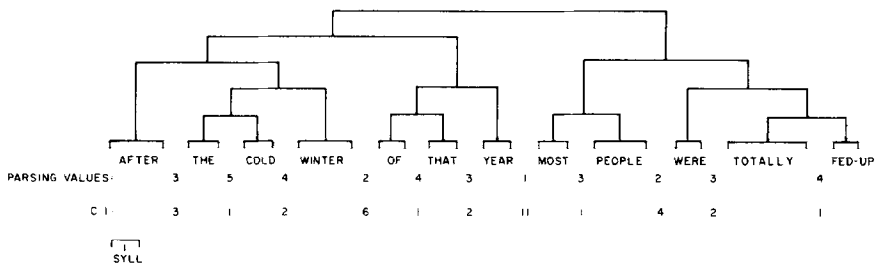 AFTER THE COLD WINTER OF THAT YEAR MOST PEOPLE WERE TOTALLY FED-UP
PARSING VALUES: 3 5 4 2 4 3 1 3 2 3 4
C I: 3 1 2 6 1 2 11 1 4 2 1
SYLL